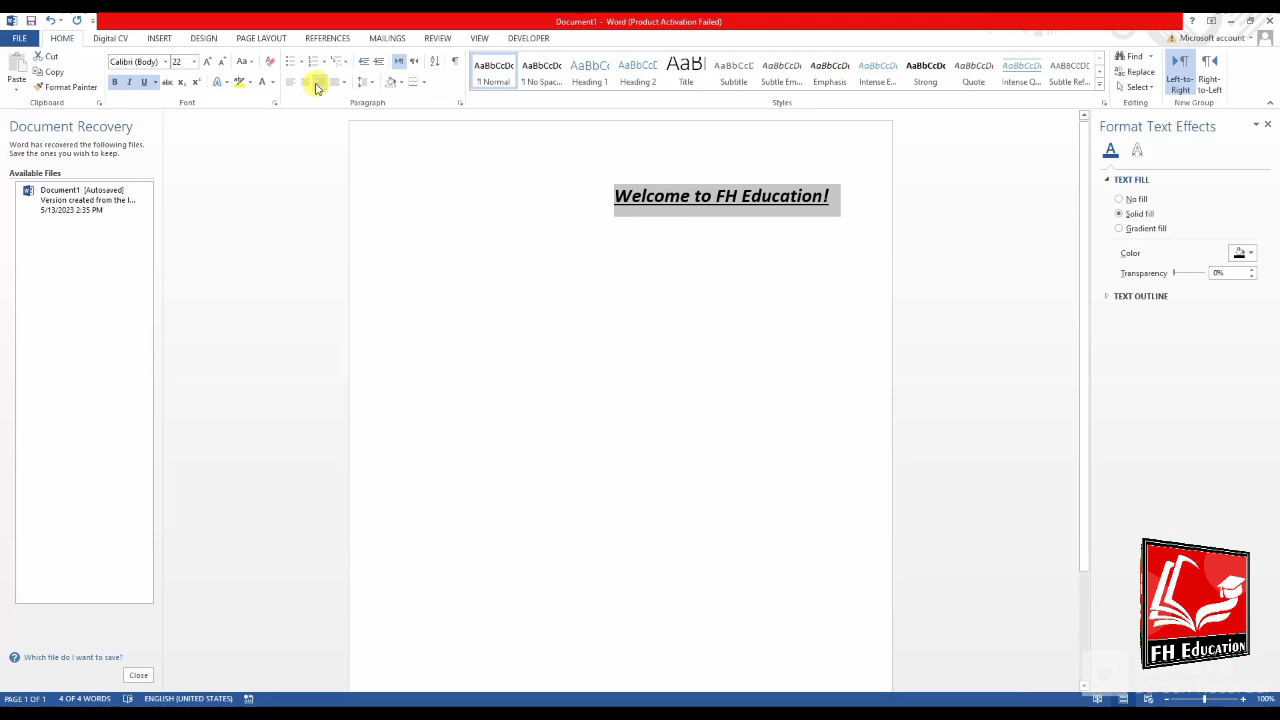 Document1 - Word (Product Activation Failed)
FILE HOME Digital CV INSERT DESIGN PAGE LAYOUT REFERENCES MAILINGS REVIEW VIEW DEVELOPER Microsoft account
Cut
Copy
Format Painter
Paste
Clipboard
Calibri (Body) 22
Font
Paragraph
AaBbCcDc AaBbCcDc AaBbCc AaBbCcC AaB AaBbCcD AaBbCcDc AaBbCcDc AaBbCcDc AaBbCcDc AaBbCcDc AaBbCcDc AABBCCDC
¶ Normal ¶ No Spac... Heading 1 Heading 2 Title Subtitle Subtle Em... Emphasis Intense E... Strong Quote Intense Q... Subtle Ref...
Styles
Find
Replace
Select
Editing
Left-to-Right
Right-to-Left
New Group
Document Recovery
Word has recovered the following files.
Save the ones you wish to keep.
Available Files
Document1 [Autosaved]
Version created from the l...
5/13/2023 2:35 PM
Which file do I want to save?
Close
Welcome to FH Education!
Format Text Effects
TEXT FILL
No fill
Solid fill
Gradient fill
Color
Transparency 0%
TEXT OUTLINE
FH Education
PAGE 1 OF 1 4 OF 4 WORDS ENGLISH (UNITED STATES) 100%